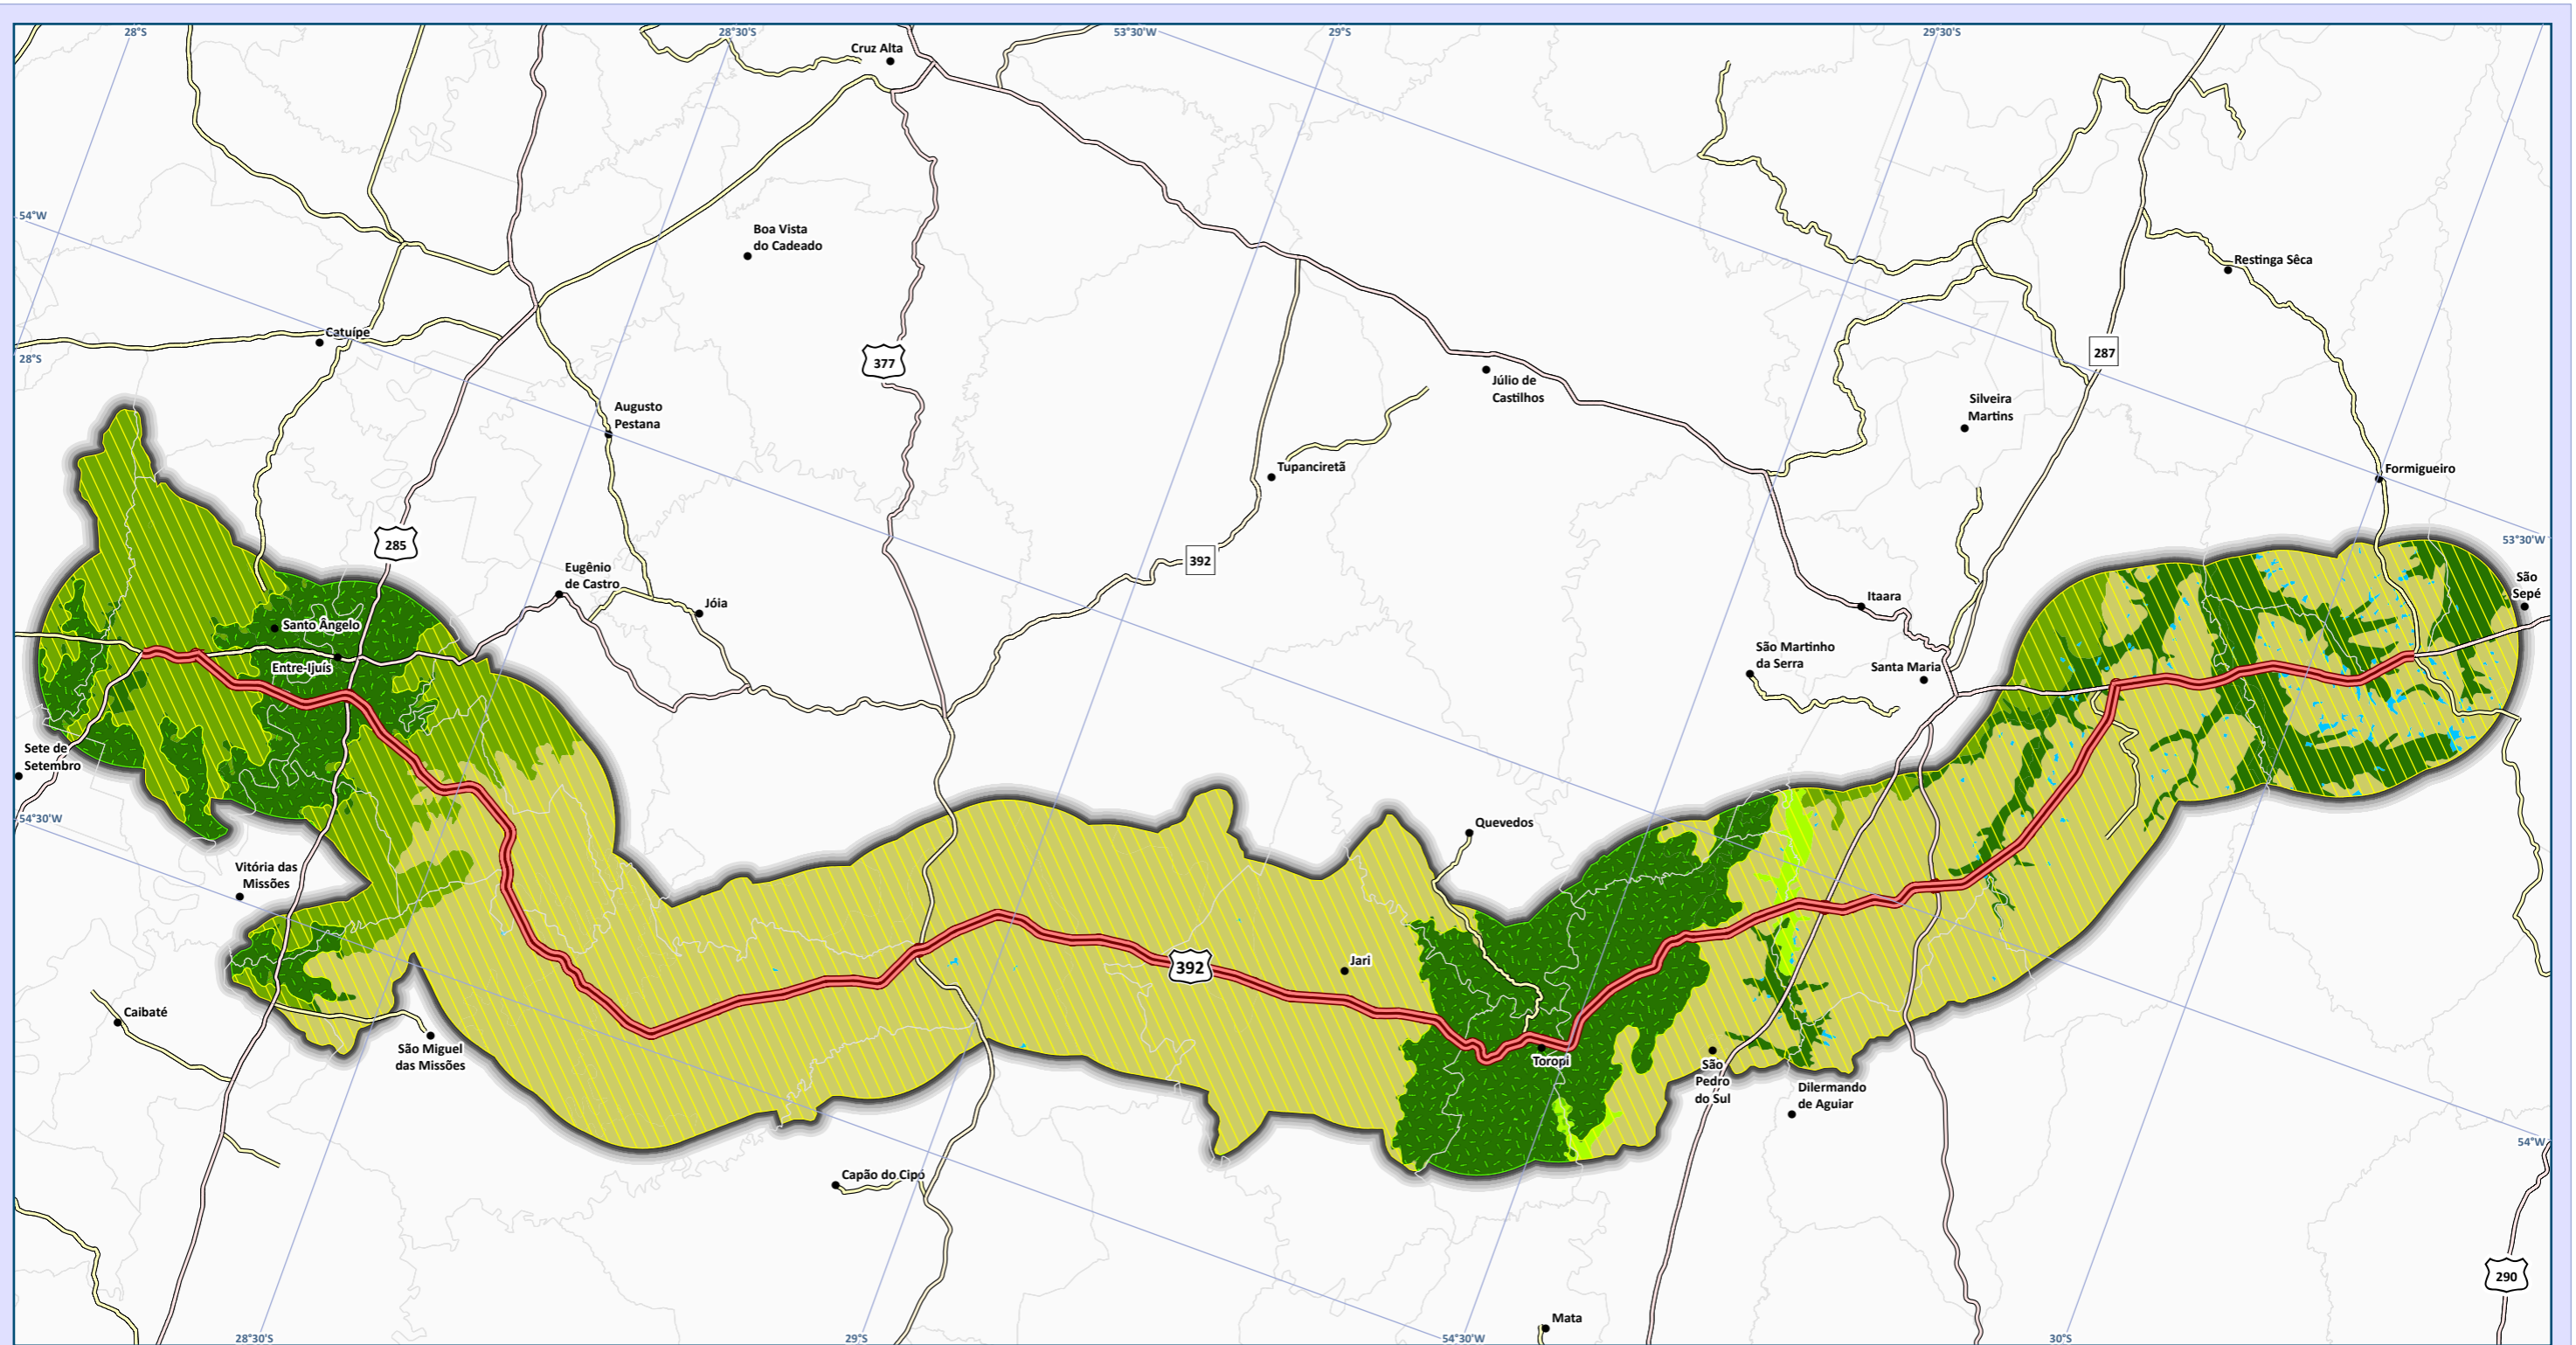 28°S
28°30'S
53°30'W
29°S
29°30'S
Cruz Alta
54°W
Boa Vista
do Cadeado
Restinga Sêca
Catuípe
28°S
377
287
Júlio de
Castilhos
Silveira
Martins
Augusto
Pestana
Tupanciretã
Formigueiro
285
392
53°30'W
Eugênio
de Castro
Jóia
Itaara
São
Sepé
Santo Ângelo
Entre-Ijuís
São Martinho
da Serra
Santa Maria
Sete de
Setembro
54°30'W
Quevedos
Vitória das
Missões
Jari
392
Caibaté
São Miguel
das Missões
Toropi
São
Pedro
do Sul
Dilermando
de Aguiar
54°W
Capão do Cipó
290
Mata
28°30'S
29°S
54°30'W
30°S